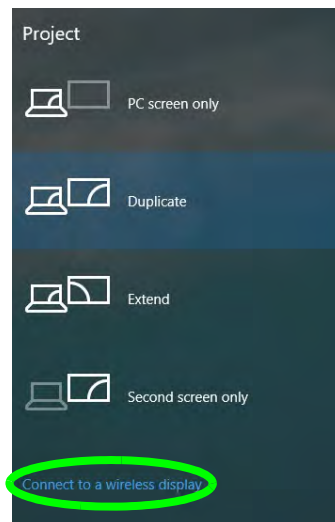 Project
PC screen only
Duplicate
Extend
Second screen only
Connect to a wireless display